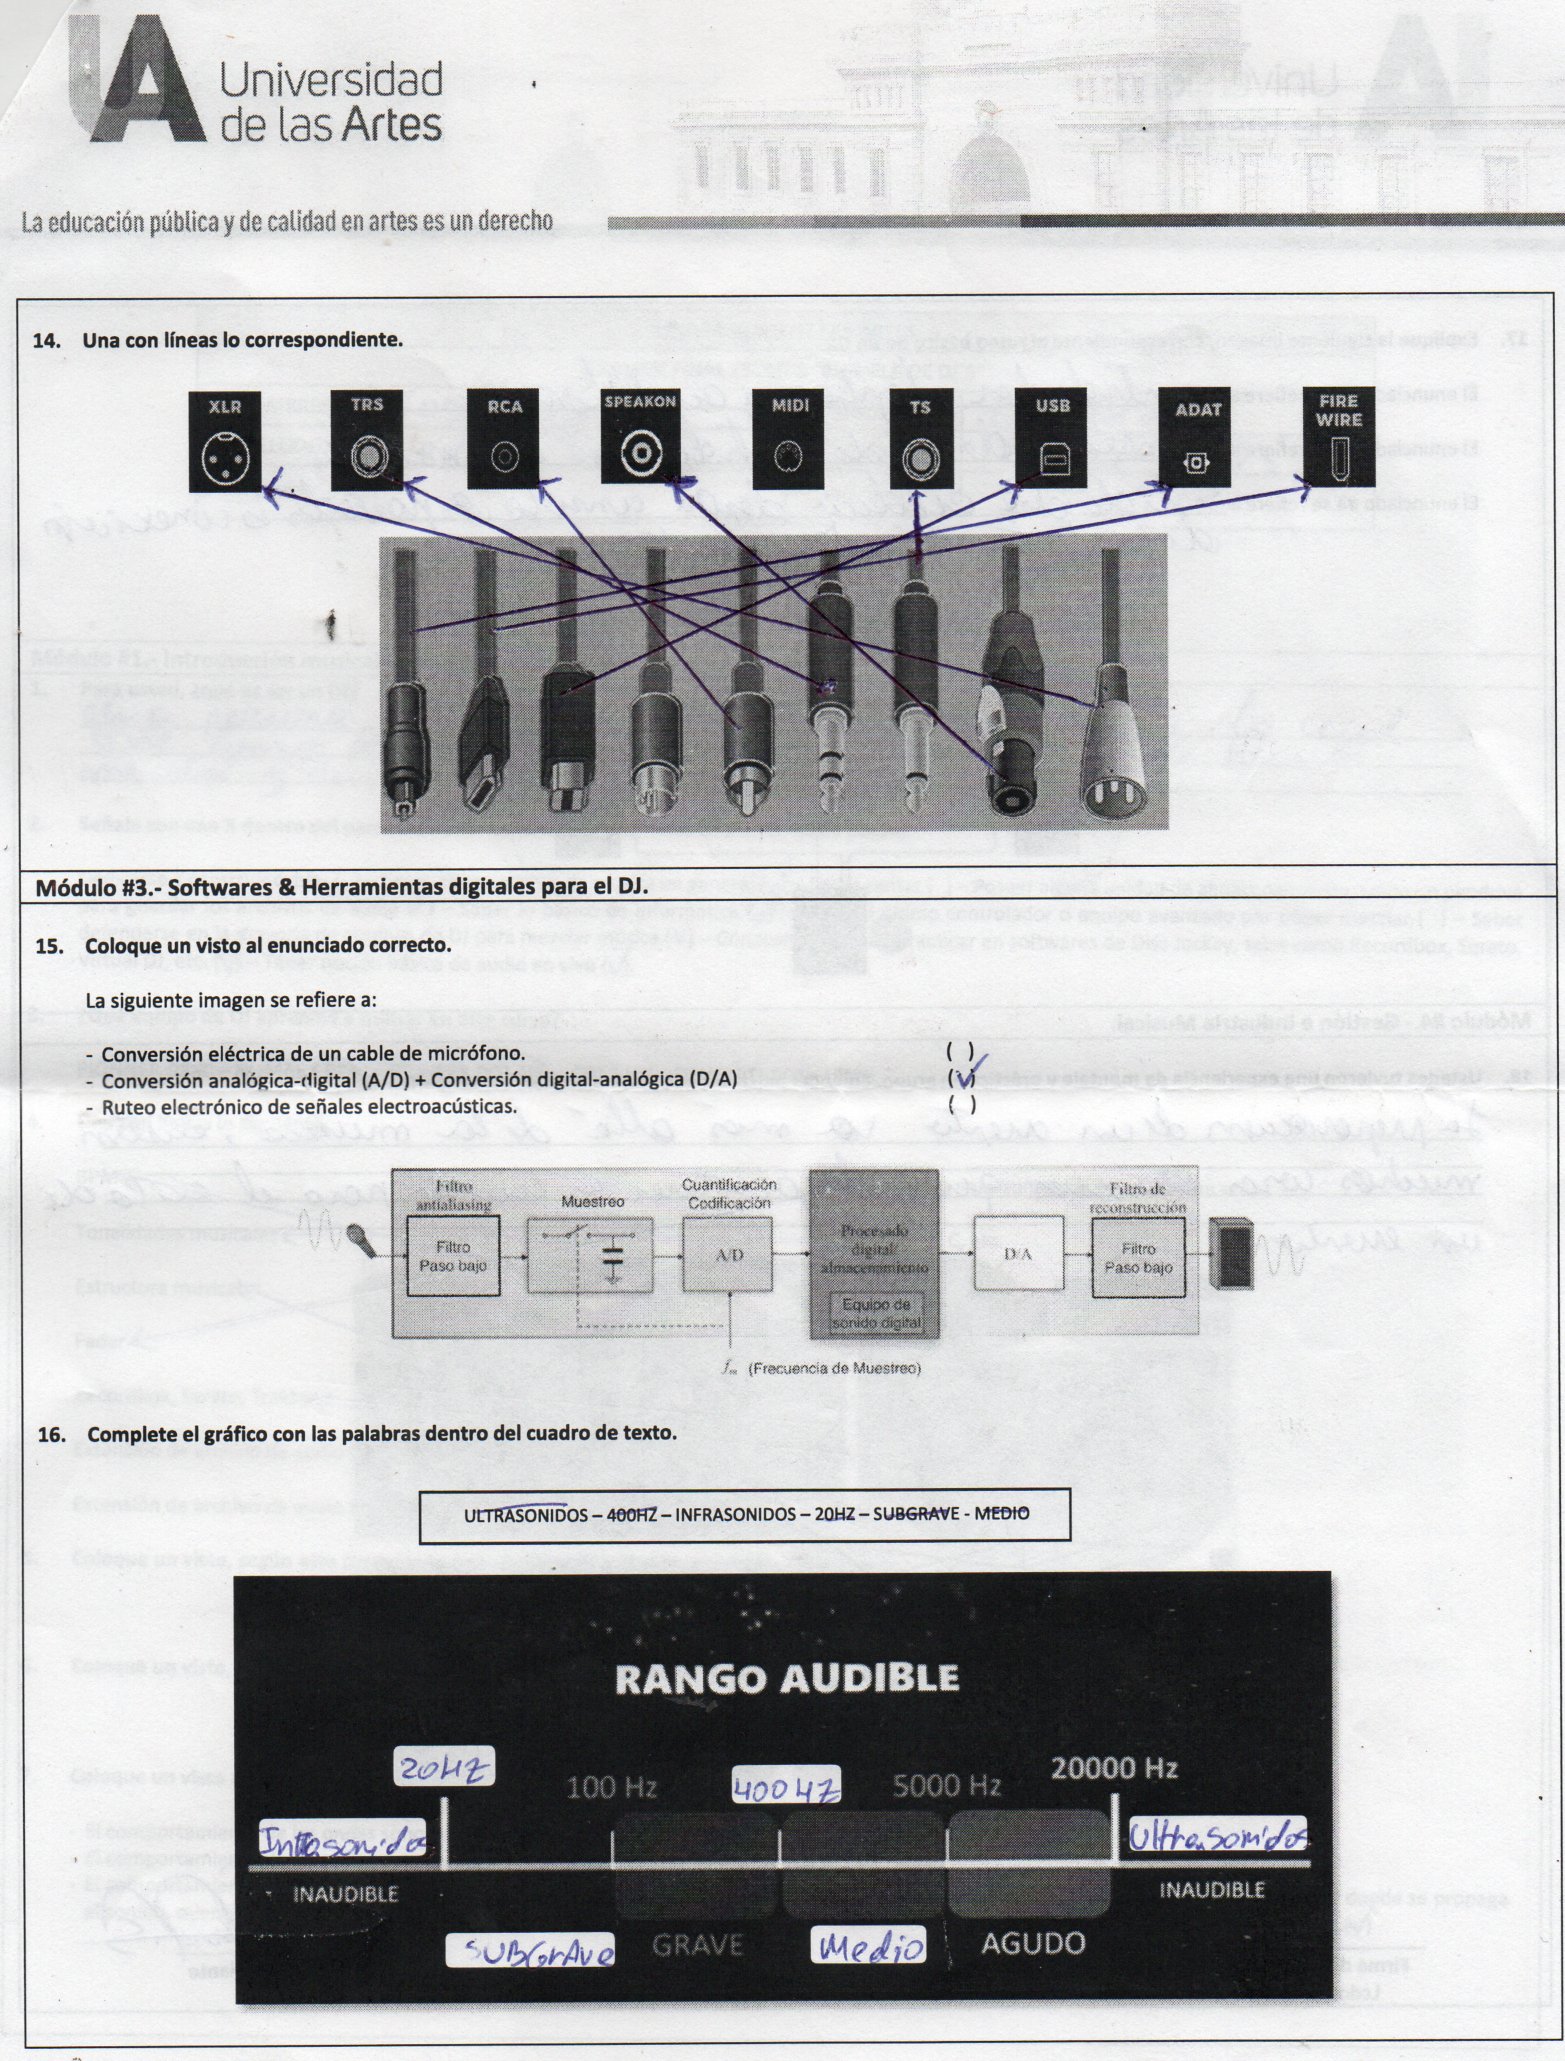 Universidad
de las Artes
La educación pública y de calidad en artes es un derecho
14. Una con líneas lo correspondiente.
XLR TRS RCA SPEAKON MIDI TS USB ADAT FIRE WIRE
Módulo #3.- Softwares & Herramientas digitales para el DJ.
15. Coloque un visto al enunciado correcto.
La siguiente imagen se refiere a:
- Conversión eléctrica de un cable de micrófono. ( )
- Conversión analógica-digital (A/D) + Conversión digital-analógica (D/A) (✓)
- Ruteo electrónico de señales electroacústicas. ( )
Filtro antialiasing
Filtro Paso bajo
Muestreo
Cuantificación Codificación
A/D
Procesado digital almacenamiento
Equipo de sonido digital
D/A
Filtro de reconstrucción
Filtro Paso bajo
fm (Frecuencia de Muestreo)
16. Complete el gráfico con las palabras dentro del cuadro de texto.
ULTRASONIDOS – 400HZ – INFRASONIDOS – 20HZ – SUBGRAVE - MEDIO
RANGO AUDIBLE
20HZ 100 Hz 400HZ 5000 Hz 20000 Hz
Infrasonidos Ultrasonidos
INAUDIBLE INAUDIBLE
SUBGrAve GRAVE Medio AGUDO